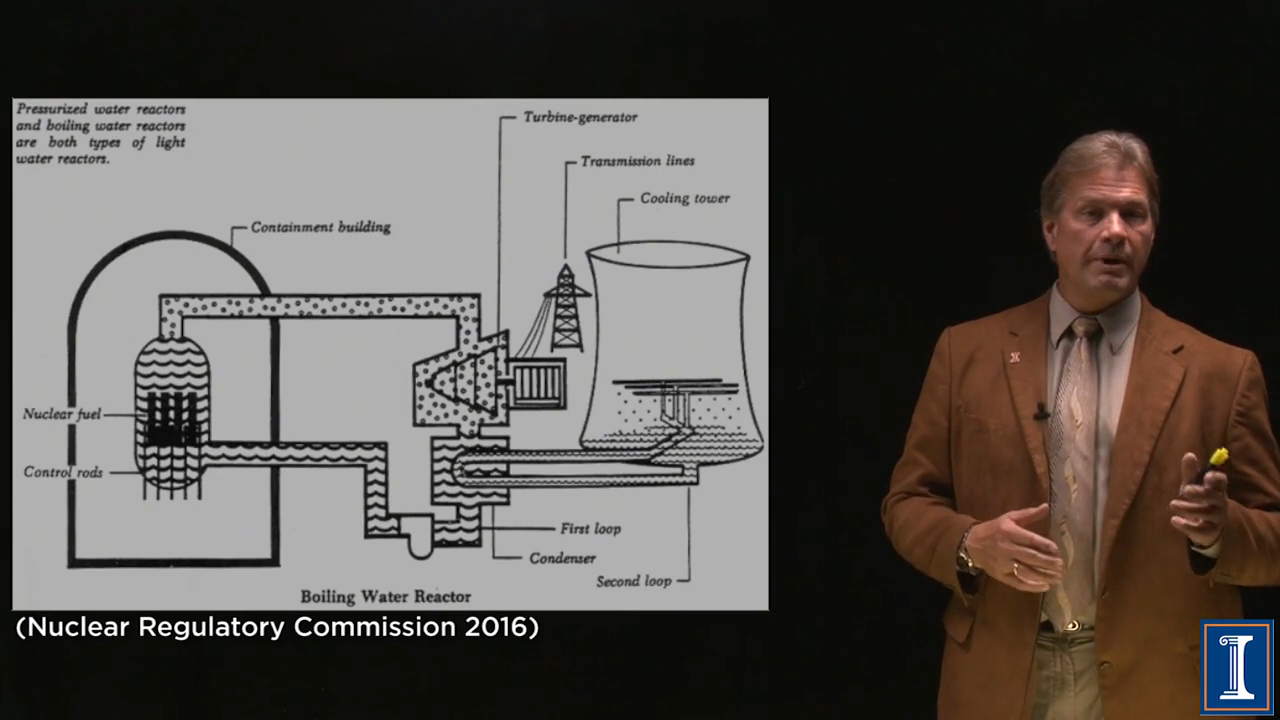 Pressurized water reactors
and boiling water reactors
are both types of light
water reactors.
Turbine-generator
Transmission lines
Cooling tower
Containment building
Nuclear fuel
Control rods
First loop
Condenser
Second loop
Boiling Water Reactor
(Nuclear Regulatory Commission 2016)
I